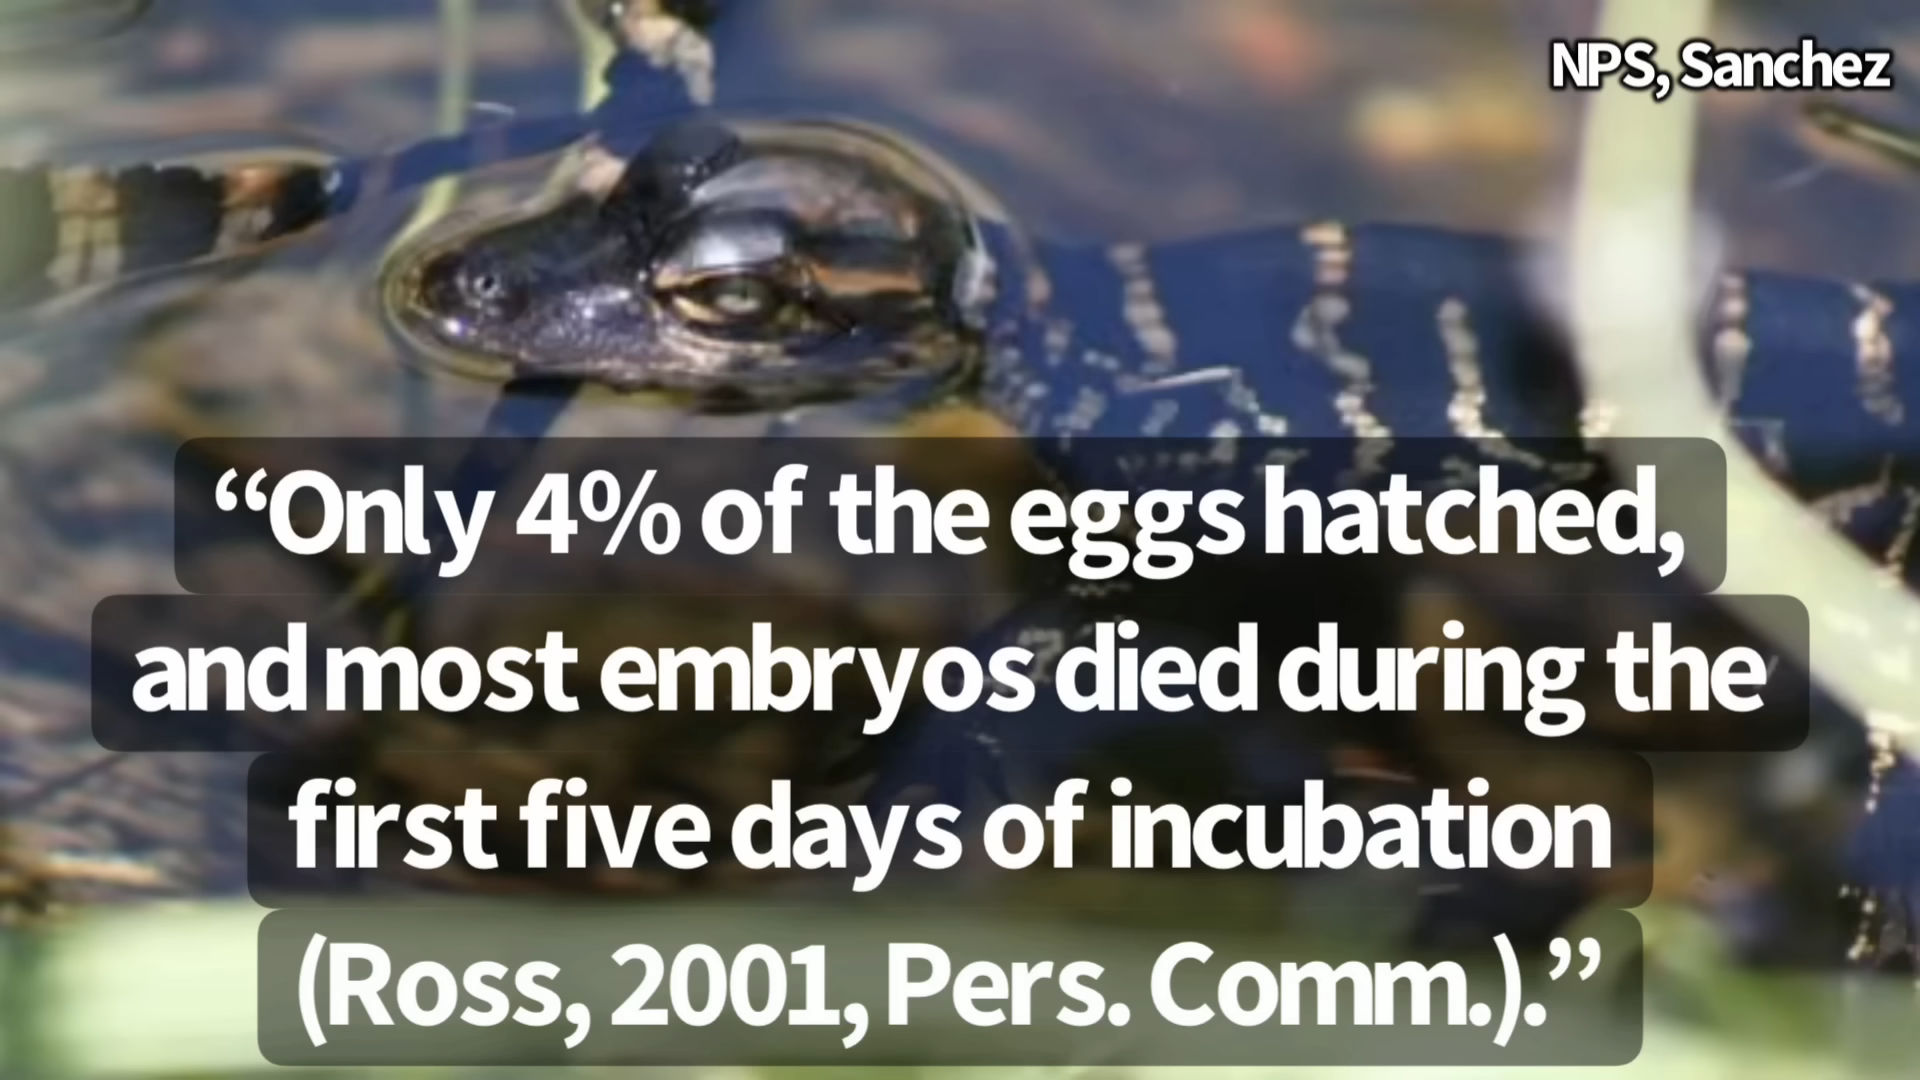 NPS, Sanchez
“Only 4% of the eggs hatched,
and most embryos died during the
first five days of incubation
(Ross, 2001, Pers. Comm.).”